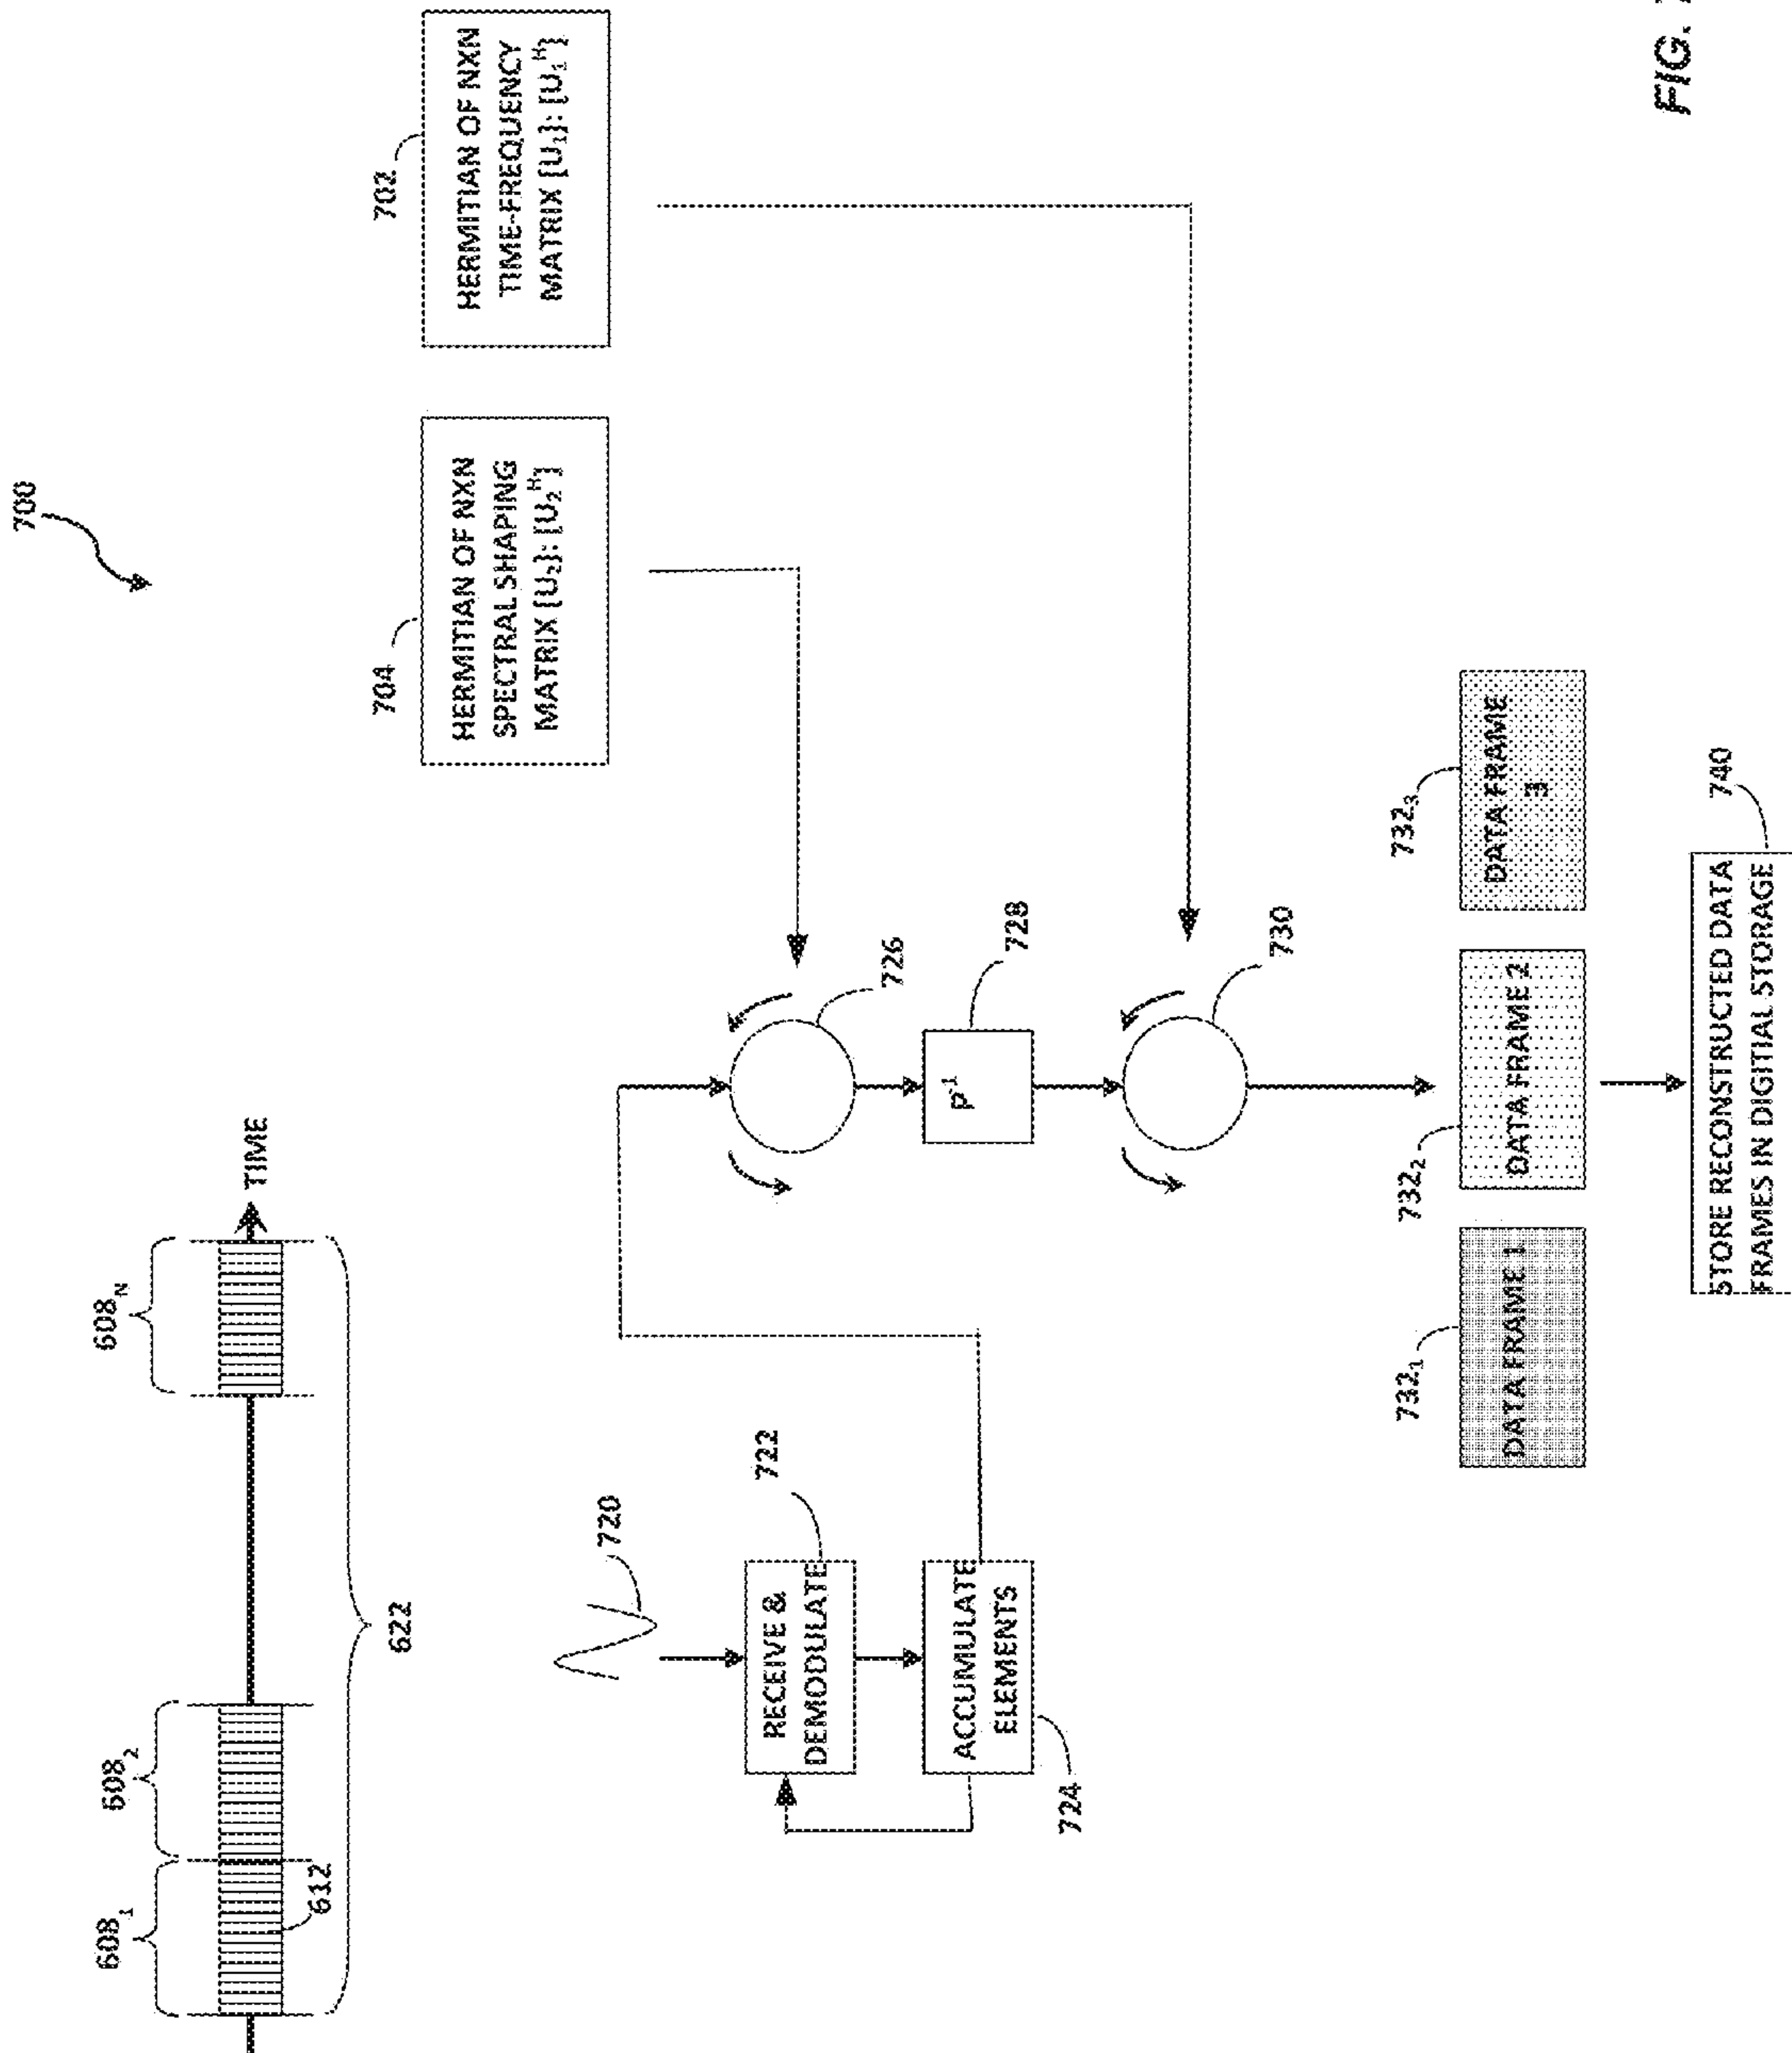 700
608₁
608₂
608_N
TIME
612
622
704
HERMITIAN OF NXN
SPECTRAL SHAPING
MATRIX [U₂]: [U₂ᴴ]
702
HERMITIAN OF NXN
TIME-FREQUENCY
MATRIX [U₁]: [U₁ᴴ]
720
722
RECEIVE &
DEMODULATE
ACCUMULATE
ELEMENTS
724
726
P⁻¹
728
730
732₁
DATA FRAME 1
732₂
DATA FRAME 2
732₃
DATA FRAME
3
STORE RECONSTRUCTED DATA
FRAMES IN DIGITIAL STORAGE
740
FIG.